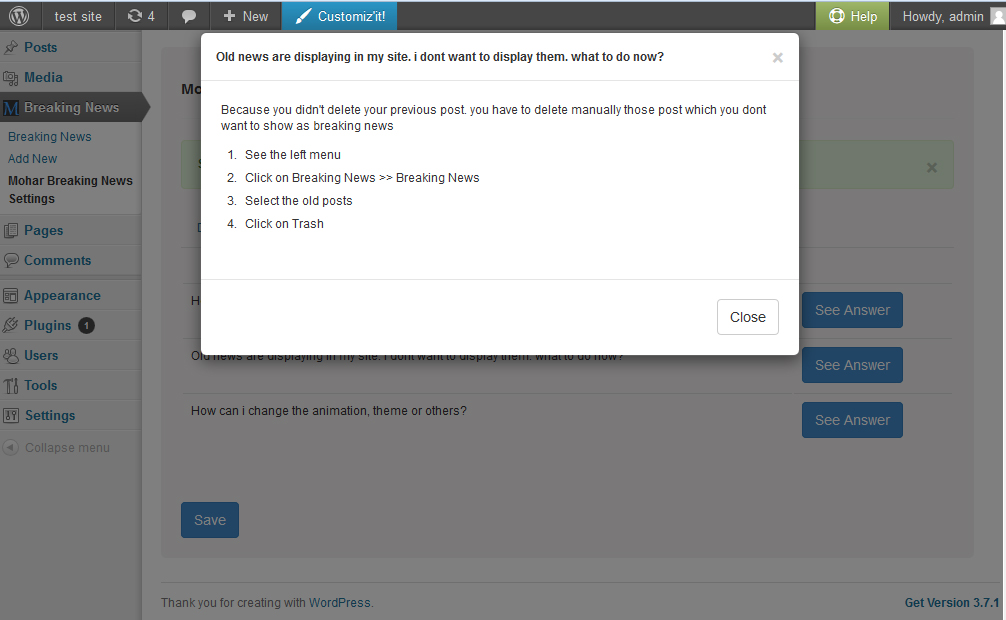 test site
4
New
Customiz'it!
Help
Howdy, admin
Posts
Media
Breaking News
Breaking News
Add New
Mohar Breaking News
Settings
Pages
Comments
Appearance
Plugins 1
Users
Tools
Settings
Collapse menu
Old news are displaying in my site. i dont want to display them. what to do now?
×
Because you didn't delete your previous post. you have to delete manually those post which you dont
want to show as breaking news
1. See the left menu
2. Click on Breaking News >> Breaking News
3. Select the old posts
4. Click on Trash
Close
×
See Answer
Old news are displaying in my site. i dont want to display them. what to do now?
See Answer
How can i change the animation, theme or others?
See Answer
Save
Thank you for creating with WordPress.
Get Version 3.7.1